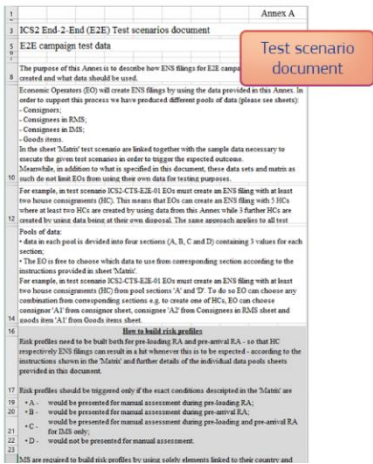 Annex A
1
3 ICS2 End-2-End (E2E) Test scenarios document
Test scenario
document
5 E2E campaign test data
The purpose of this Annex is to describe how ENS filings for E2E campa
8 created and what data should be used.
Economic Operators (EO) will create ENS filings by using the data provided in this Annex. In
order to support this process we have produced different pools of data (please see sheets):
- Consigners;
- Consignees in RMS;
- Consignees in IMS;
- Goods items.
In the sheet 'Matrix' test scenario are linked together with the sample data necessary to
execute the given test scenarios in order to trigger the expected outcome.
Meanwhile, in addition to what is specified in this document, these data sets and matrix as
10 such do not limit EOs from using their own data for testing purposes.
For example, in test scenario ICS2-CTS-E2E-01 EOs must create an ENS filing with at least
two house consignments (HC). This means that EOs can create an ENS filing with 5 HCs
where at least two HCs are created by using data from this Annex while 3 further HCs are
12 created by using data being at their own disposal. The same approach applies to all test
Pools of data:
• data in each pool is devided into four sections (A, B, C and D) containing 3 values for each
section;
• The EO is free to choose which data to use from corresponding section according to the
instructions provided in sheet 'Matrix'.
For example, in test scenario ICS2-CTS-E2E-01 EOs must create an ENS filing with at least
two house consignments (HC) from pool sections 'A' and 'D'. To do so EO can choose any
combination from corresponding sections e.g. to create one of HCs, EO can choose
consigner 'A1' from consignor sheet, consignee 'A2' from Consignees in RMS sheet and
14 goods item 'A1' from Goods items sheet.
16 How to build risk profiles
Risk profiles need to be built both for pre-loading RA and pre-arrival RA - so that HC
respectively ENS filings can result in a hit whenever this is to be expected - according to the
instructions shown in the 'Matrix' and further details of the individual data pools sheets
provided in this document.
17 Risk profiles should be triggered only if the exact conditions descripted in the 'Matrix' are
19 • A - would be presented for manual assessment during pre-loading RA;
20 • B - would be presented for manual assessment during pre-arrival RA;
• C - would be presented for manual assessment during pre-loading and pre-arrival RA
21 for IMS only;
22 • D - would not be presented for manual assessment.
23
MS are required to build risk profiles by using solely elements linked to their country and